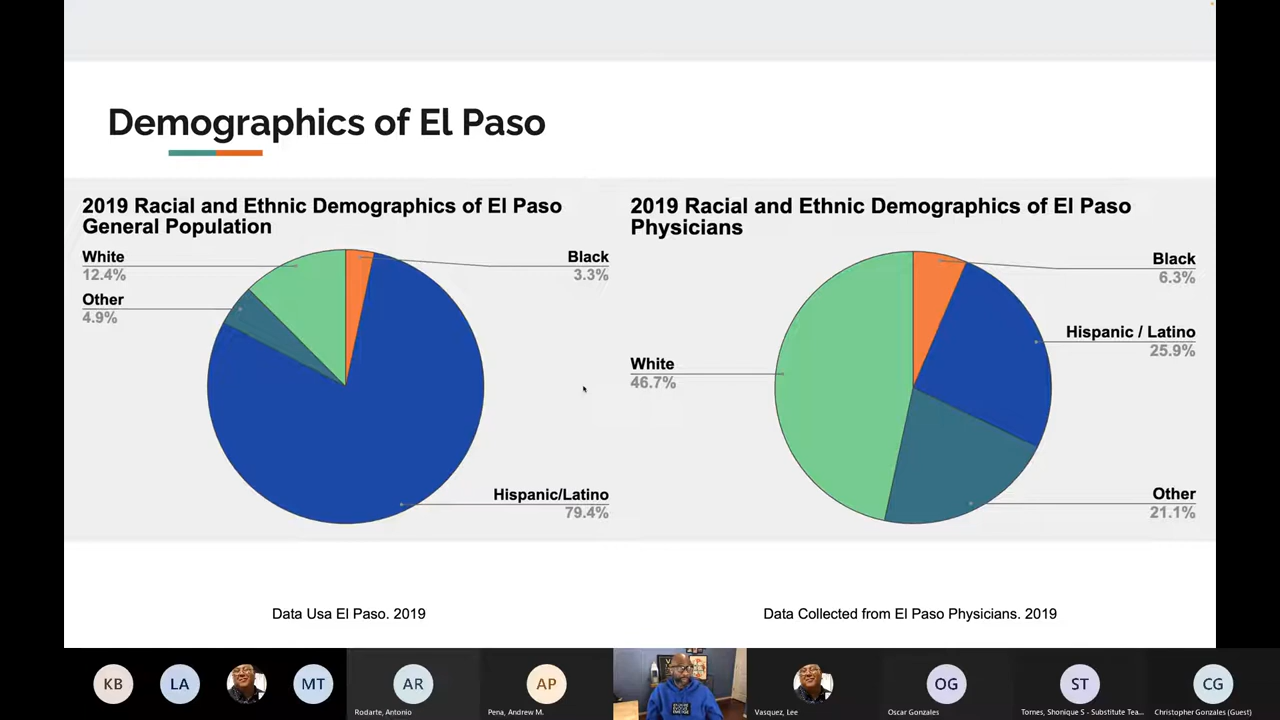 Demographics of El Paso
2019 Racial and Ethnic Demographics of El Paso
General Population
White
12.4%
Other
4.9%
Black
3.3%
Hispanic/Latino
79.4%
2019 Racial and Ethnic Demographics of El Paso
Physicians
Black
6.3%
Hispanic / Latino
25.9%
White
46.7%
Other
21.1%
Data Usa El Paso. 2019
Data Collected from El Paso Physicians. 2019
KB
LA
MT
AR
AP
OG
ST
CG
Rodarte, Antonio
Pena, Andrew M.
Vasquez, Lee
Oscar Gonzales
Tornes, Shonique S - Substitute Tea...
Christopher Gonzales (Guest)